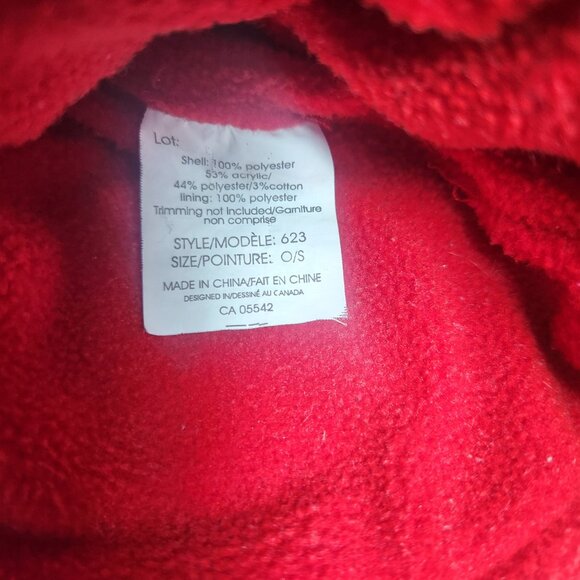 Lot:
Shell: 100% polyester
53% acrylic/
44% polyester/3%cotton
lining: 100% polyester
Trimming not included/Garniture
non comprise
STYLE/MODÈLE: 623
SIZE/POINTURE: O/S
MADE IN CHINA/FAIT EN CHINE
DESIGNED IN/DESSINÉ AU CANADA
CA 05542